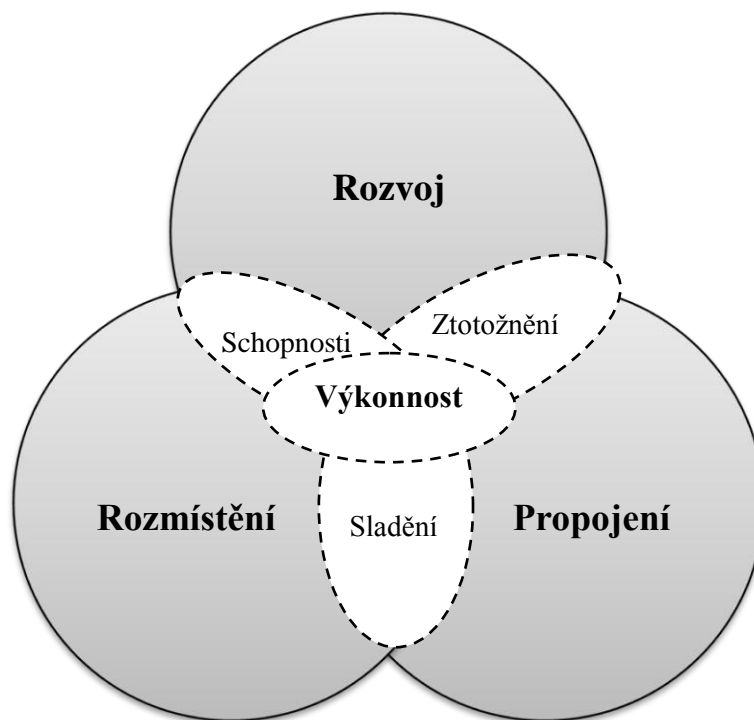 Rozvoj
Schopnosti
Ztotožnění
Výkonnost
Rozmístění
Sladění
Propojení